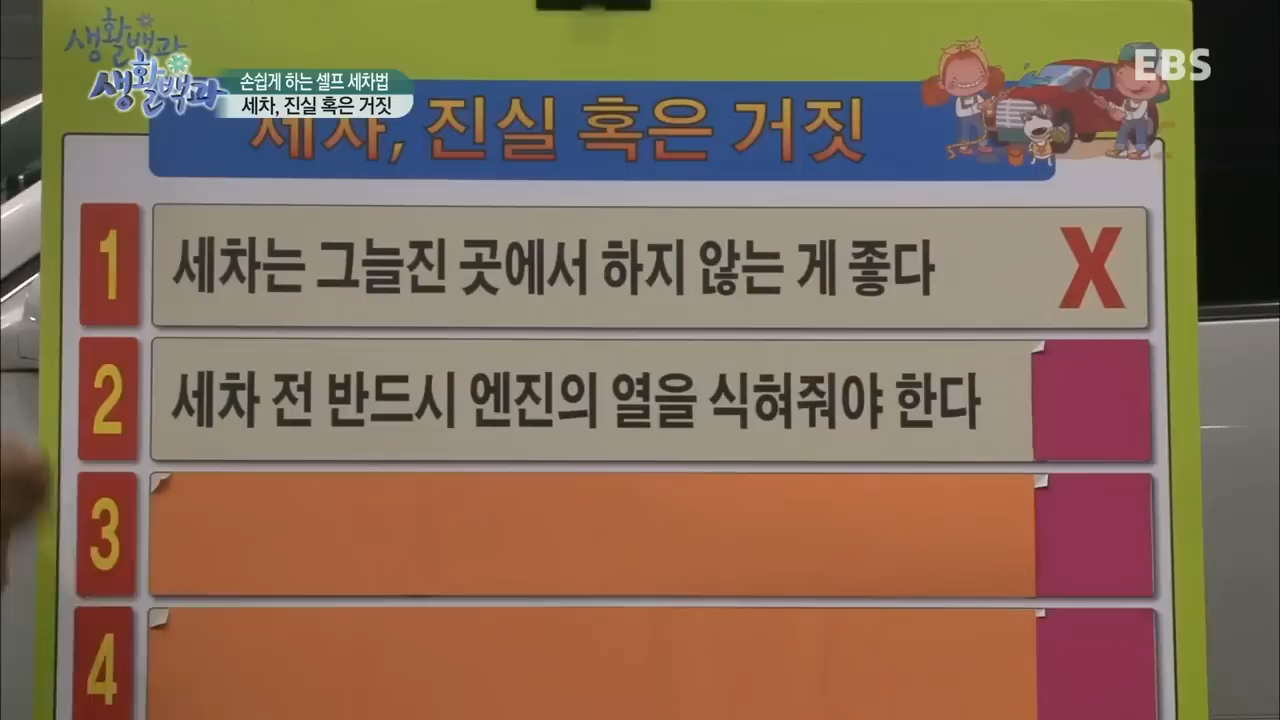 생활백과
생활백과
손쉽게 하는 셀프 세차법
세차, 진실 혹은 거짓
EBS
세차, 진실 혹은 거짓
1 세차는 그늘진 곳에서 하지 않는 게 좋다 X
2 세차 전 반드시 엔진의 열을 식혀줘야 한다
3
4